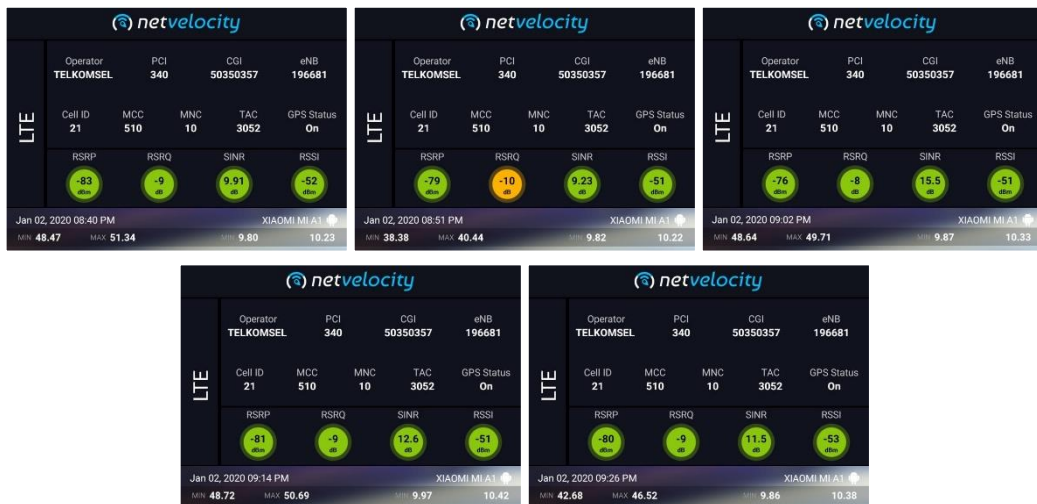 netvelocity
LTE
Operator PCI CGI eNB
TELKOMSEL 340 50350357 196681
Cell ID MCC MNC TAC GPS Status
21 510 10 3052 On
RSRP RSRQ SINR RSSI
-83 -9 9.91 -52
dBm dB dB dBm
Jan 02, 2020 08:40 PM XIAOMI MI A1
MIN 48.47 MAX 51.34 MIN 9.80 10.23
netvelocity
LTE
Operator PCI CGI eNB
TELKOMSEL 340 50350357 196681
Cell ID MCC MNC TAC GPS Status
21 510 10 3052 On
RSRP RSRQ SINR RSSI
-79 -10 9.23 -51
dBm dB dB dBm
Jan 02, 2020 08:51 PM XIAOMI MI A1
MIN 38.38 MAX 40.44 MIN 9.82 10.22
netvelocity
LTE
Operator PCI CGI eNB
TELKOMSEL 340 50350357 196681
Cell ID MCC MNC TAC GPS Status
21 510 10 3052 On
RSRP RSRQ SINR RSSI
-76 -8 15.5 -51
dBm dB dB dBm
Jan 02, 2020 09:02 PM XIAOMI MI A1
MIN 48.64 MAX 49.71 MIN 9.87 10.33
netvelocity
LTE
Operator PCI CGI eNB
TELKOMSEL 340 50350357 196681
Cell ID MCC MNC TAC GPS Status
21 510 10 3052 On
RSRP RSRQ SINR RSSI
-81 -9 12.6 -51
dBm dB dB dBm
Jan 02, 2020 09:14 PM XIAOMI MI A1
MIN 48.72 MAX 50.69 MIN 9.97 10.42
netvelocity
LTE
Operator PCI CGI eNB
TELKOMSEL 340 50350357 196681
Cell ID MCC MNC TAC GPS Status
21 510 10 3052 On
RSRP RSRQ SINR RSSI
-80 -9 11.5 -53
dBm dB dB dBm
Jan 02, 2020 09:26 PM XIAOMI MI A1
MIN 42.68 MAX 46.52 MIN 9.86 10.38